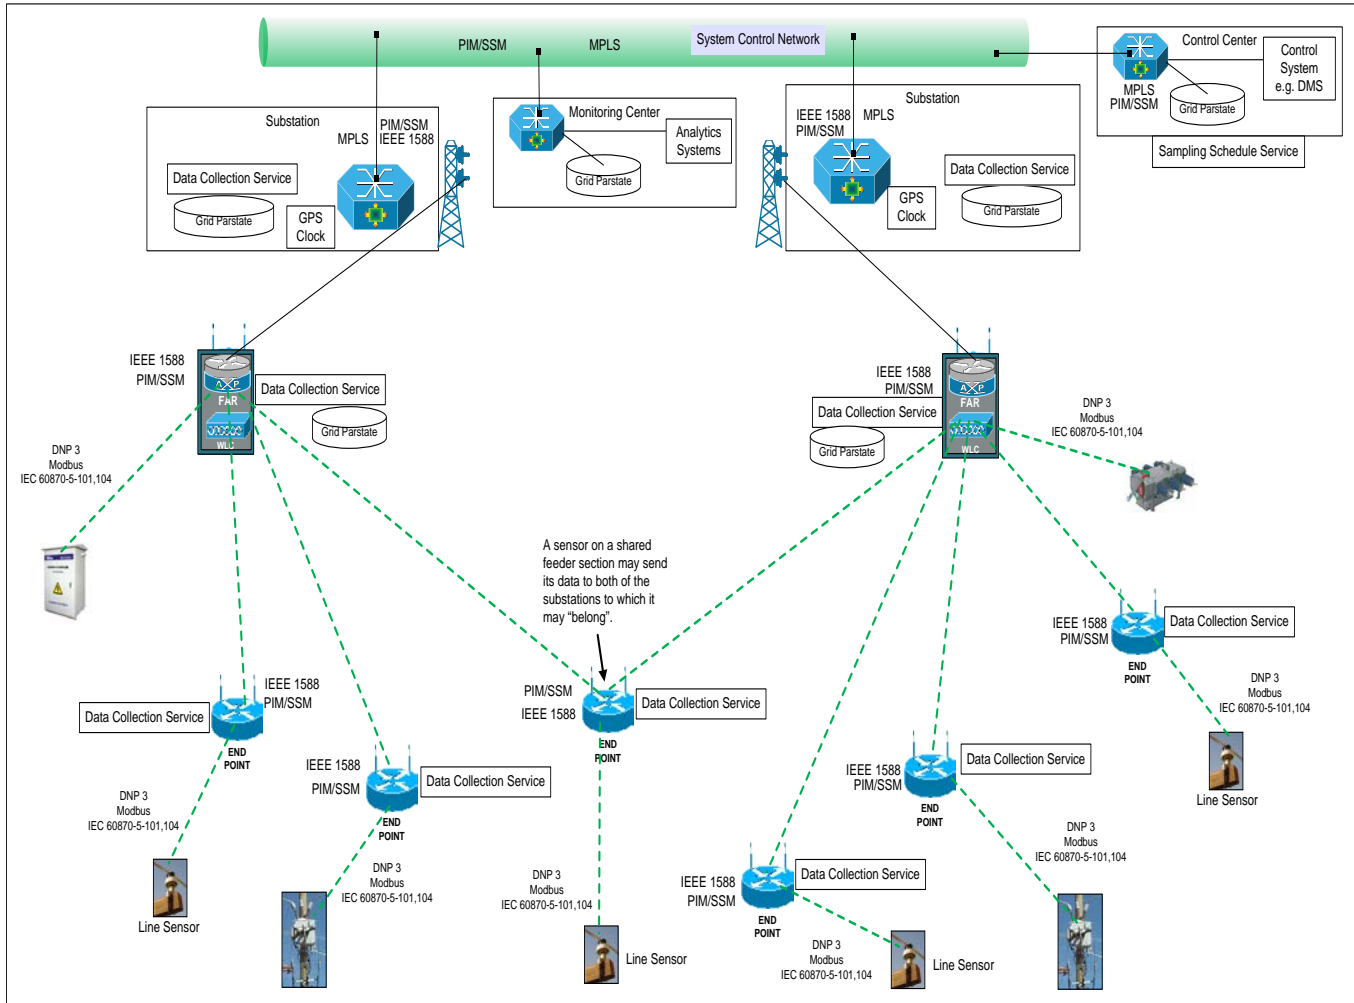 PIM/SSM
MPLS
System Control Network
Control Center
Control
System
e.g. DMS
MPLS
PIM/SSM
Grid Parstate
Sampling Schedule Service
Substation
MPLS
PIM/SSM
IEEE 1588
Data Collection Service
Grid Parstate
GPS
Clock
Monitoring Center
Analytics
Systems
Grid Parstate
Substation
IEEE 1588
PIM/SSM
MPLS
Data Collection Service
GPS
Clock
Grid Parstate
IEEE 1588
PIM/SSM
AXP
FAR
WLC
Data Collection Service
Grid Parstate
IEEE 1588
PIM/SSM
AXP
FAR
WLC
Data Collection Service
Grid Parstate
DNP 3
Modbus
IEC 60870-5-101,104
DNP 3
Modbus
IEC 60870-5-101,104
A sensor on a shared
feeder section may send
its data to both of the
substations to which it
may “belong”.
IEEE 1588
PIM/SSM
Data Collection Service
END
POINT
IEEE 1588
PIM/SSM
Data Collection Service
END
POINT
PIM/SSM
IEEE 1588
Data Collection Service
END
POINT
DNP 3
Modbus
IEC 60870-5-101,104
Line Sensor
IEEE 1588
PIM/SSM
Data Collection Service
END
POINT
IEEE 1588
PIM/SSM
Data Collection Service
END
POINT
DNP 3
Modbus
IEC 60870-5-101,104
Line Sensor
DNP 3
Modbus
IEC 60870-5-101,104
DNP 3
Modbus
IEC 60870-5-101,104
Line Sensor
IEEE 1588
PIM/SSM
Data Collection Service
END
POINT
DNP 3
Modbus
IEC 60870-5-101,104
Line Sensor
DNP 3
Modbus
IEC 60870-5-101,104